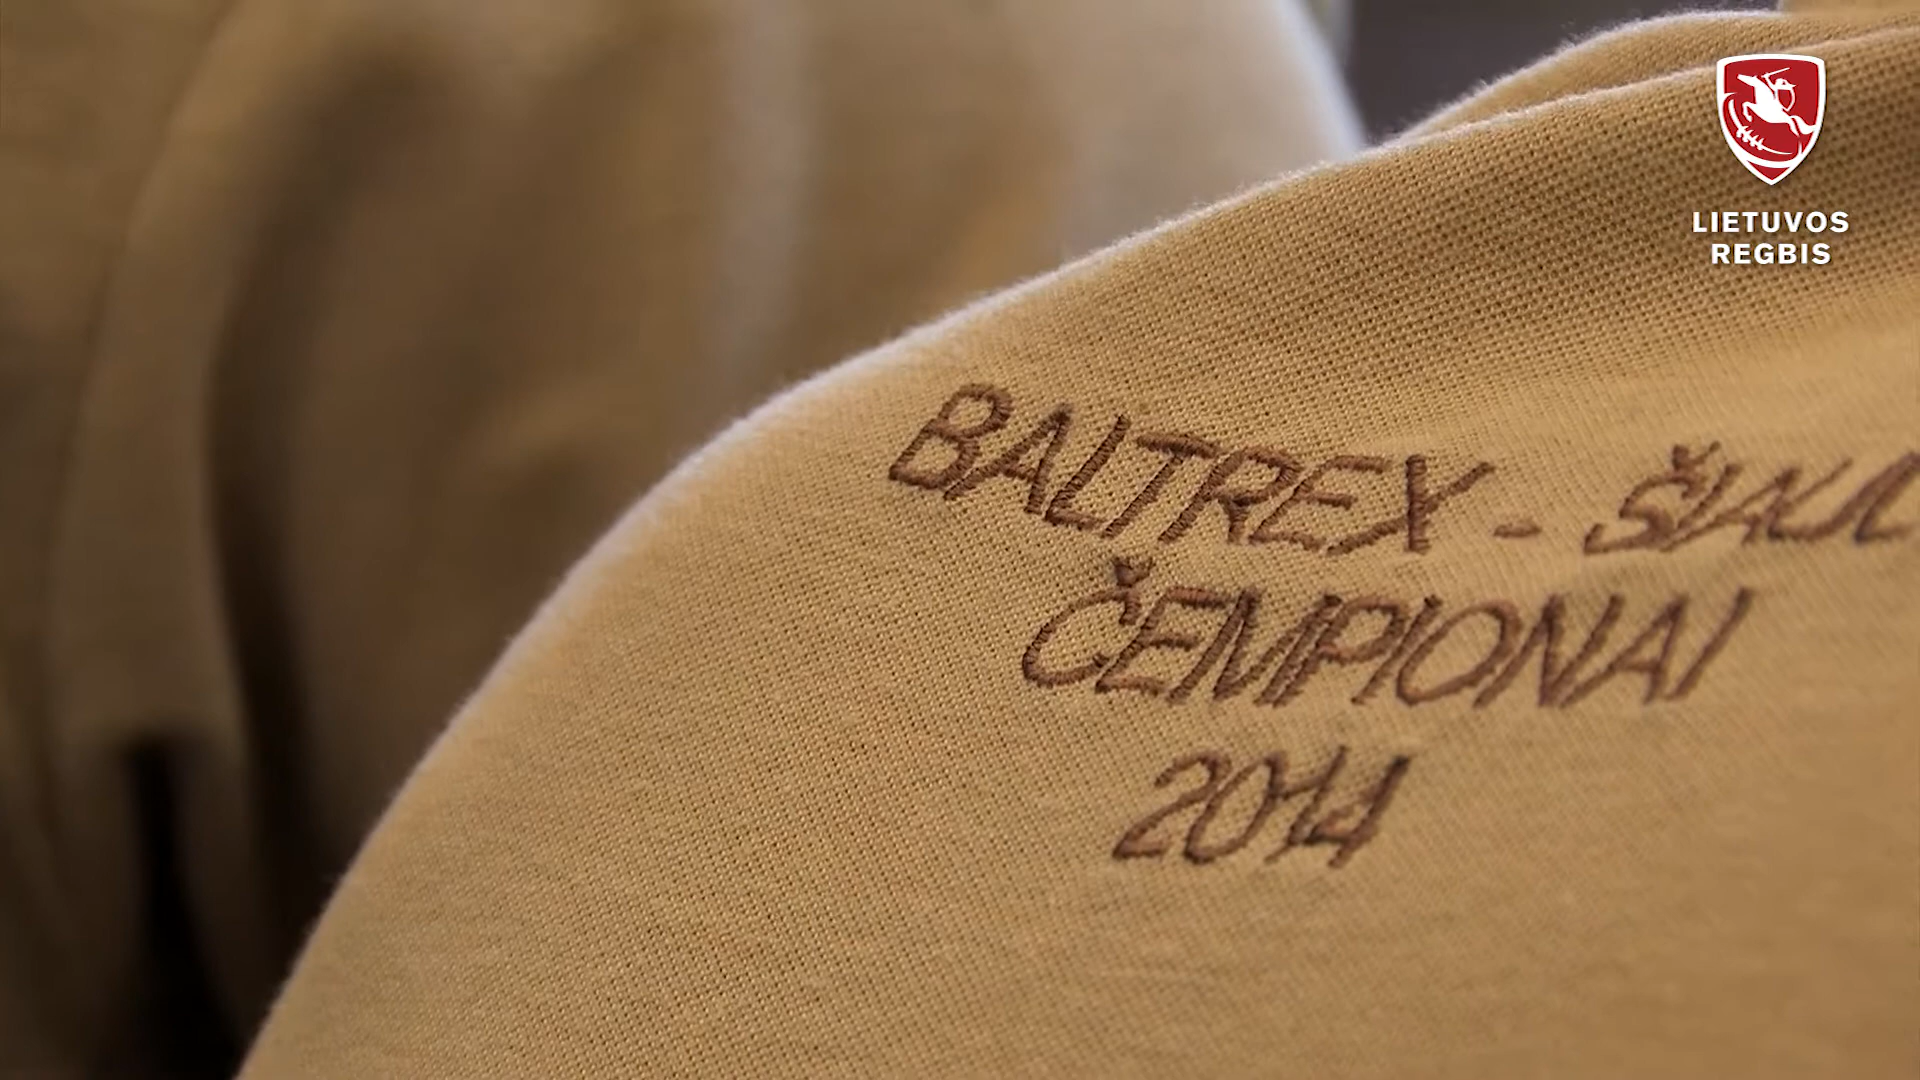 LIETUVOS
REGBIS
BALTREX -
ČEMPIONAI
2014